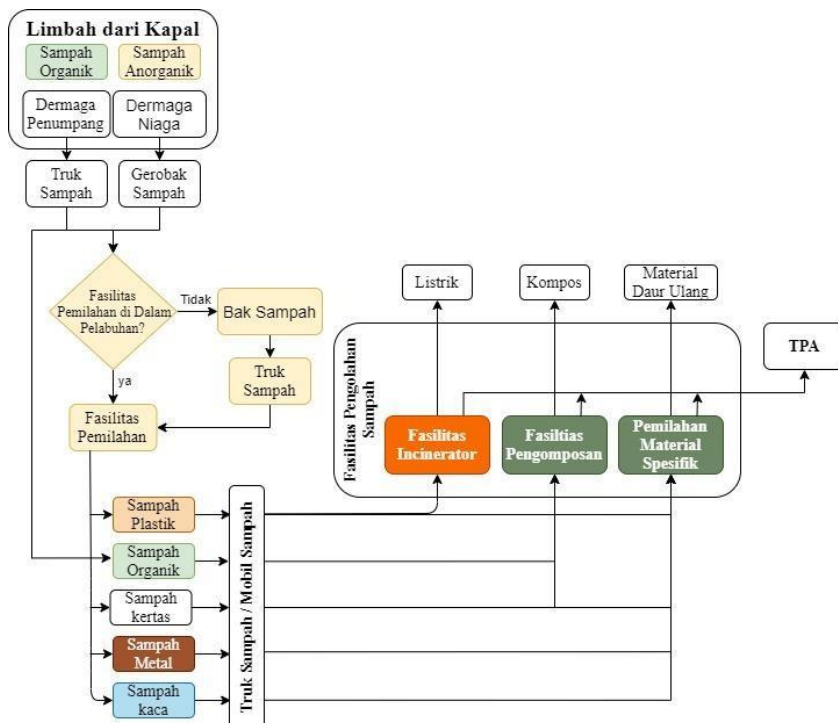 Limbah dari Kapal
Sampah
Organik
Sampah
Anorganik
Dermaga
Penumpang
Dermaga
Niaga
Truk
Sampah
Gerobak
Sampah
Fasilitas
Pemilahan di Dalam
Pelabuhan?
Tidak
Bak Sampah
Truk
Sampah
ya
Fasilitas
Pemilahan
Sampah
Plastik
Sampah
Organik
Sampah
kertas
Sampah
Metal
Sampah
kaca
Truk Sampah / Mobil Sampah
Listrik
Kompos
Material
Daur Ulang
Fasilitas Pengolahan
Sampah
Fasilitas
Incinerator
Fasiltias
Pengomposan
Pemilahan
Material
Spesifik
TPA